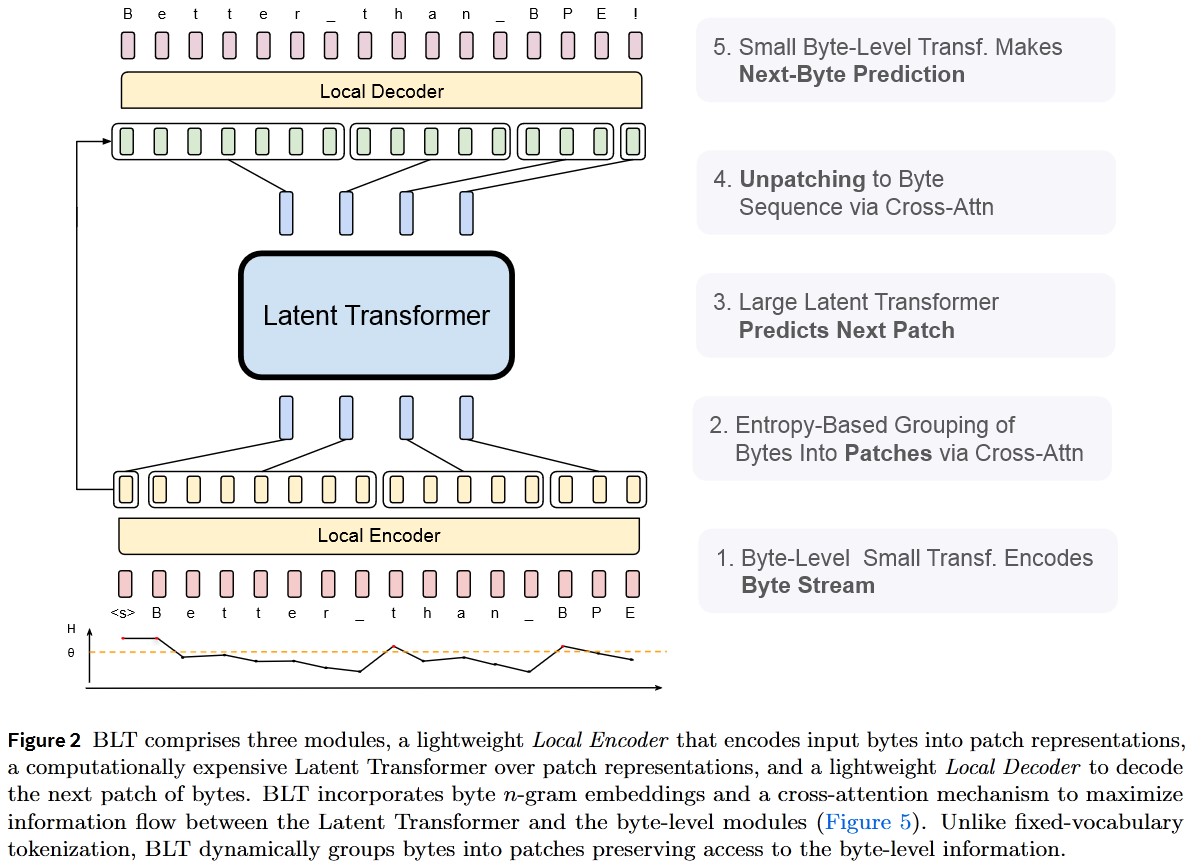 B e t t e r _ t h a n _ B P E !
Local Decoder
5. Small Byte-Level Transf. Makes
Next-Byte Prediction
4. Unpatching to Byte
Sequence via Cross-Attn
Latent Transformer
3. Large Latent Transformer
Predicts Next Patch
2. Entropy-Based Grouping of
Bytes Into Patches via Cross-Attn
Local Encoder
1. Byte-Level Small Transf. Encodes
Byte Stream
<s> B e t t e r _ t h a n _ B P E
H
θ
Figure 2 BLT comprises three modules, a lightweight Local Encoder that encodes input bytes into patch representations,
a computationally expensive Latent Transformer over patch representations, and a lightweight Local Decoder to decode
the next patch of bytes. BLT incorporates byte n-gram embeddings and a cross-attention mechanism to maximize
information flow between the Latent Transformer and the byte-level modules (Figure 5). Unlike fixed-vocabulary
tokenization, BLT dynamically groups bytes into patches preserving access to the byte-level information.